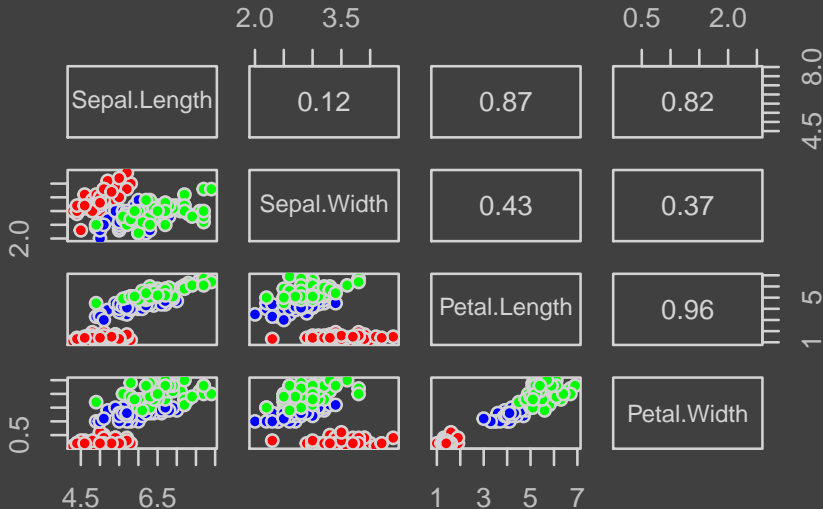 2.0 3.5 0.5 2.0
Sepal.Length 0.12 0.87 0.82
4.5 8.0
Sepal.Width 0.43 0.37
2.0
Petal.Length 0.96
1 5
Petal.Width
0.5
4.5 6.5 1 3 5 7